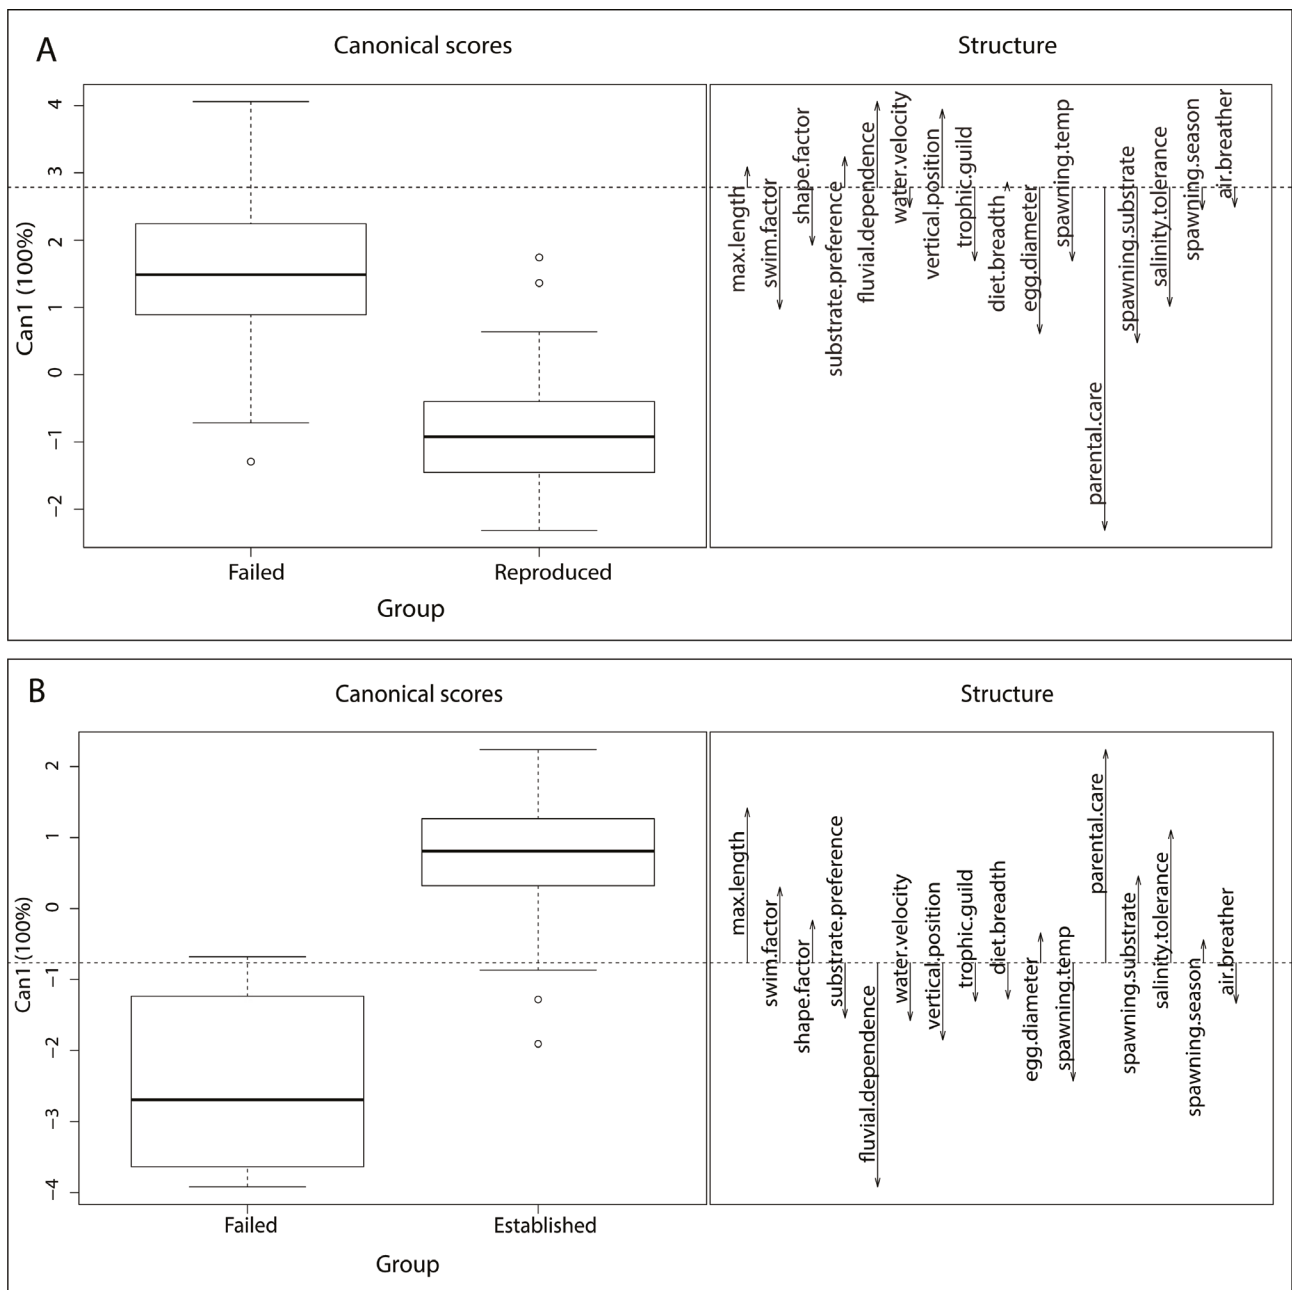 A
Canonical scores
Structure
Can1 (100%)
4
3
2
1
0
−1
−2
max.length
swim.factor
shape.factor
substrate.preference
fluvial.dependence
water.velocity
vertical.position
trophic.guild
diet.breadth
egg.diameter
spawning.temp
parental.care
spawning.substrate
salinity.tolerance
spawning.season
air.breather
Failed
Reproduced
Group
B
Canonical scores
Structure
Can1 (100%)
2
1
0
−1
−2
−3
−4
max.length
swim.factor
shape.factor
substrate.preference
fluvial.dependence
water.velocity
vertical.position
trophic.guild
diet.breadth
egg.diameter
spawning.temp
parental.care
spawning.substrate
salinity.tolerance
spawning.season
air.breather
Failed
Established
Group